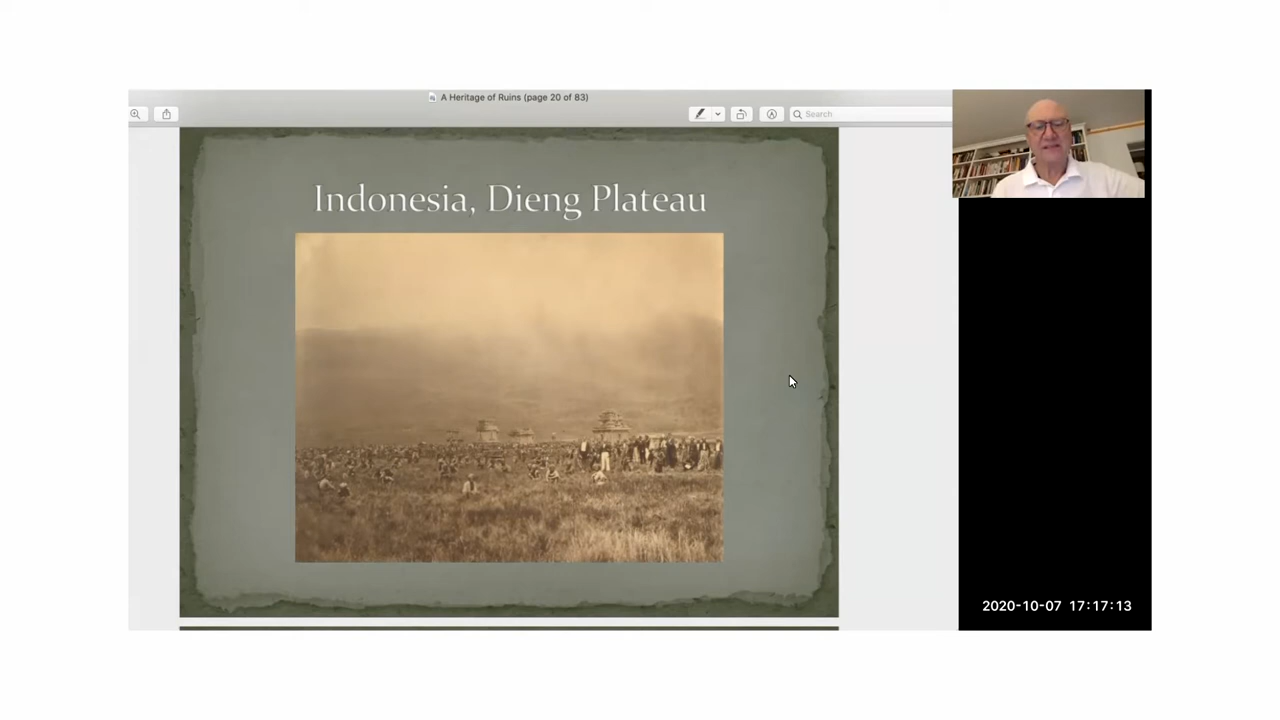 A Heritage of Ruins (page 20 of 83)
Search
Indonesia, Dieng Plateau
2020-10-07 17:17:13